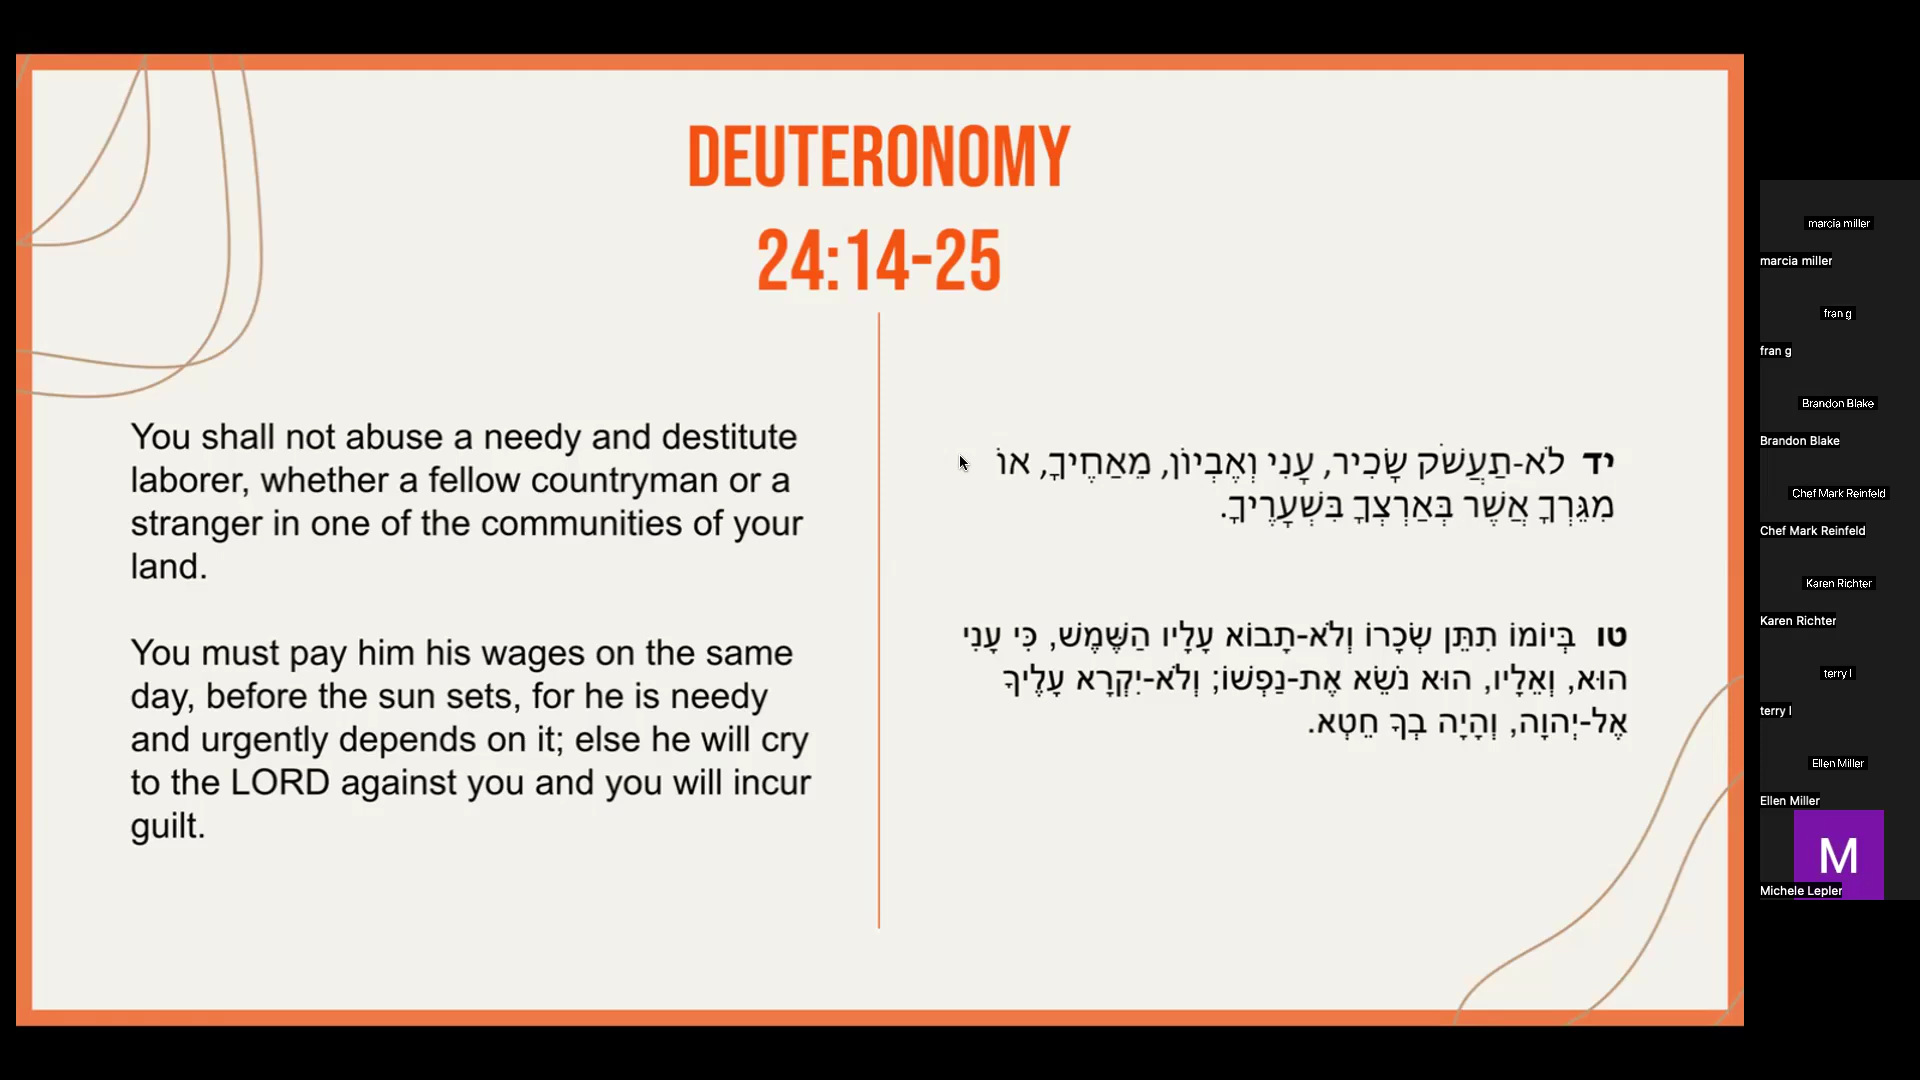 DEUTERONOMY
24:14-25
You shall not abuse a needy and destitute
laborer, whether a fellow countryman or a
stranger in one of the communities of your
land.
You must pay him his wages on the same
day, before the sun sets, for he is needy
and urgently depends on it; else he will cry
to the LORD against you and you will incur
guilt.
יד לֹא-תַעֲשֹׁק שָׂכִיר, עָנִי וְאֶבְיוֹן, מֵאַחֶיךָ, אוֹ
מִגֵּרְךָ אֲשֶׁר בְּאַרְצְךָ בִּשְׁעָרֶיךָ.
טו בְּיוֹמוֹ תִתֵּן שְׂכָרוֹ וְלֹא-תָבוֹא עָלָיו הַשֶּׁמֶשׁ, כִּי עָנִי
הוּא, וְאֵלָיו, הוּא נֹשֵׂא אֶת-נַפְשׁוֹ; וְלֹא-יִקְרָא עָלֶיךָ
אֶל-יְהוָה, וְהָיָה בְךָ חֵטְא.
marcia miller
marcia miller
fran g
fran g
Brandon Blake
Brandon Blake
Chef Mark Reinfeld
Chef Mark Reinfeld
Karen Richter
Karen Richter
terry l
terry l
Ellen Miller
Ellen Miller
M
Michele Lepler